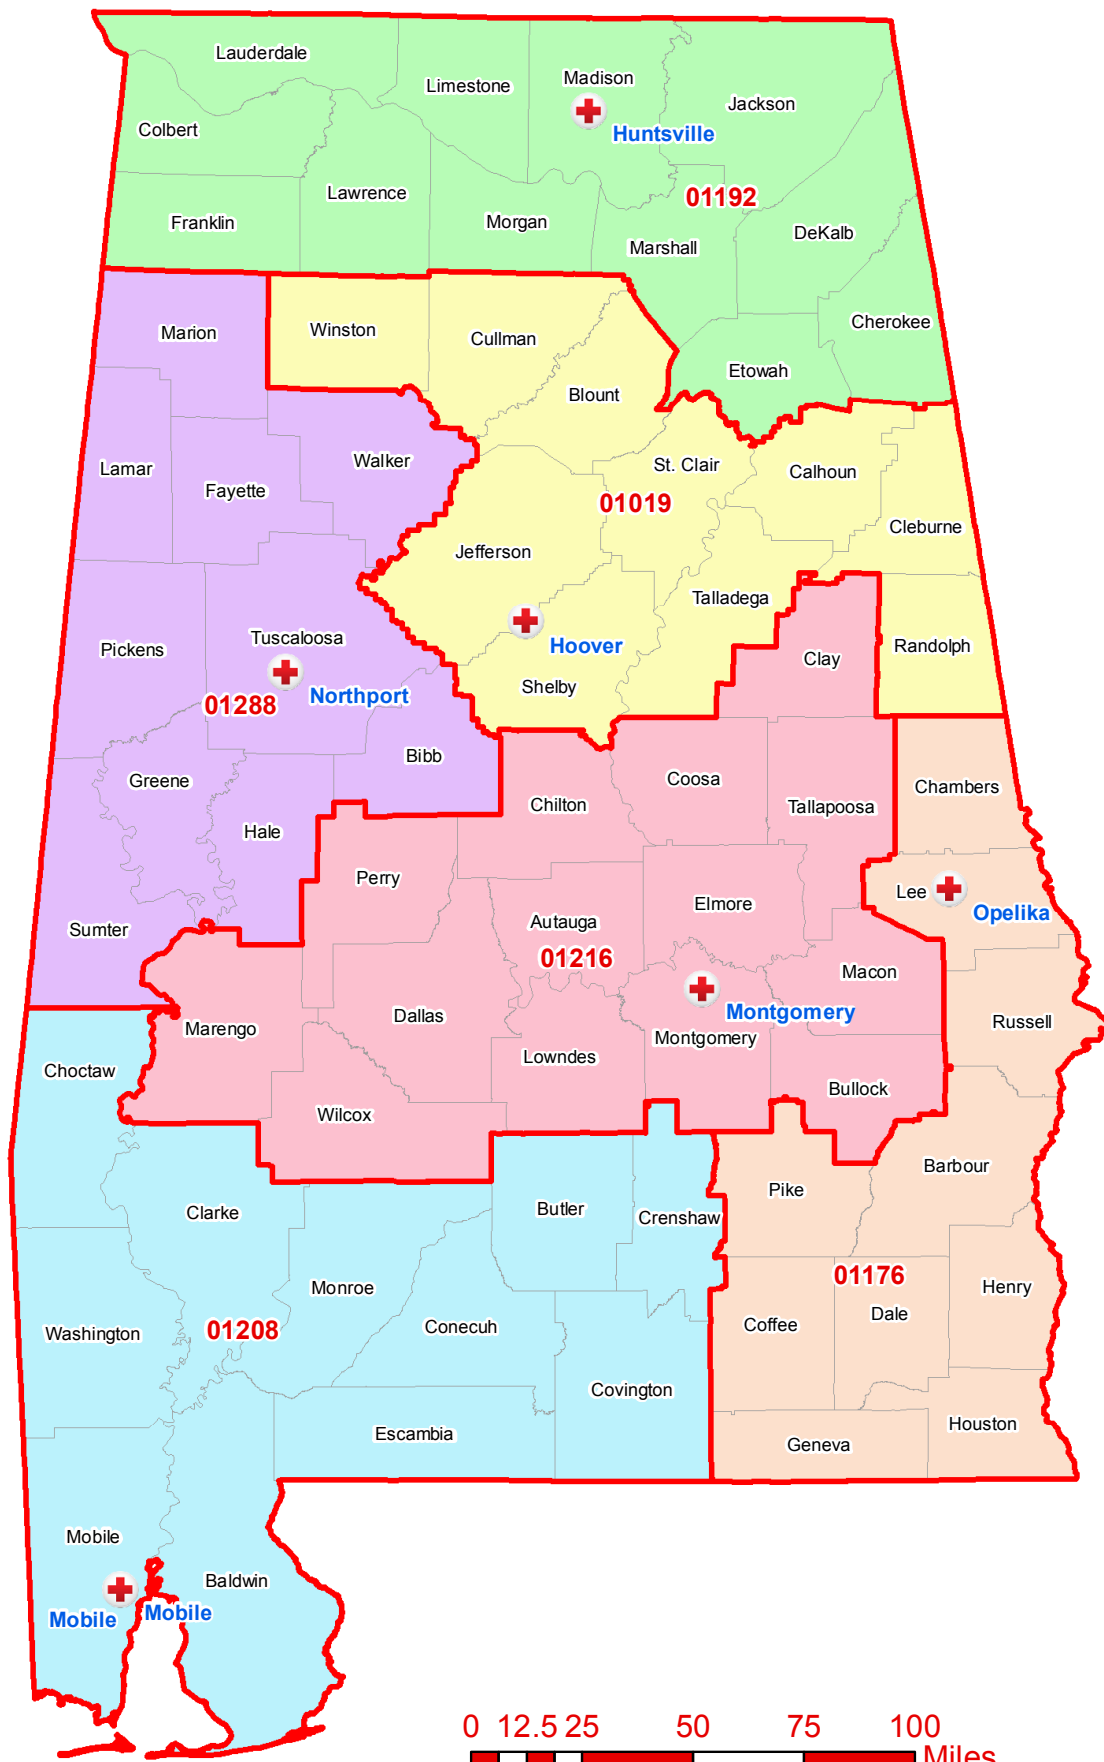 Lauderdale
Limestone
Madison
Jackson
Colbert
Huntsville
Lawrence
01192
Franklin
Morgan
DeKalb
Marshall
Marion
Winston
Cullman
Cherokee
Etowah
Blount
Lamar
Walker
St. Clair
Calhoun
Fayette
01019
Cleburne
Jefferson
Talladega
Pickens
Tuscaloosa
Hoover
Randolph
Clay
Shelby
Northport
01288
Bibb
Greene
Coosa
Chambers
Chilton
Tallapoosa
Hale
Perry
Lee
Elmore
Opelika
Sumter
Autauga
01216
Macon
Marengo
Dallas
Montgomery
Russell
Montgomery
Lowndes
Choctaw
Bullock
Wilcox
Barbour
Pike
Clarke
Butler
Crenshaw
01176
Monroe
Henry
Washington
01208
Conecuh
Coffee
Dale
Covington
Escambia
Geneva
Houston
Mobile
Baldwin
Mobile
Mobile
0 12.5 25 50 75 100
Miles